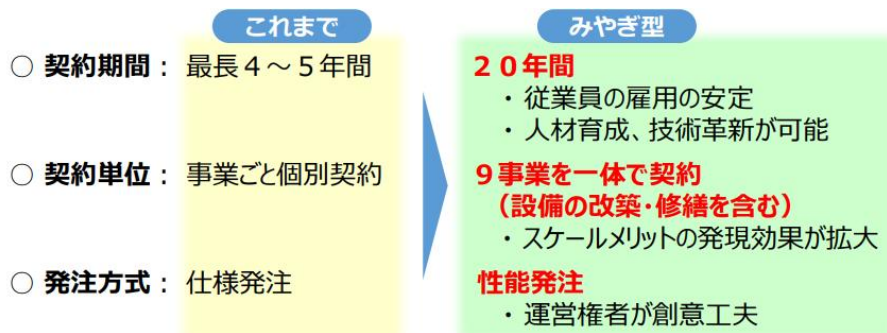 これまで
みやぎ型
○ 契約期間： 最長４～５年間
２０年間
・ 従業員の雇用の安定
・ 人材育成、技術革新が可能
○ 契約単位： 事業ごと個別契約
９事業を一体で契約
（設備の改築・修繕を含む）
・ スケールメリットの発現効果が拡大
○ 発注方式： 仕様発注
性能発注
・ 運営権者が創意工夫